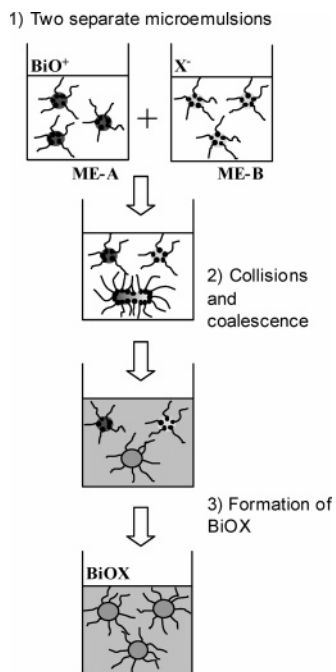 1) Two separate microemulsions
BiO⁺
X⁻
+
ME-A
ME-B
2) Collisions
and
coalescence
3) Formation of
BiOX
BiOX